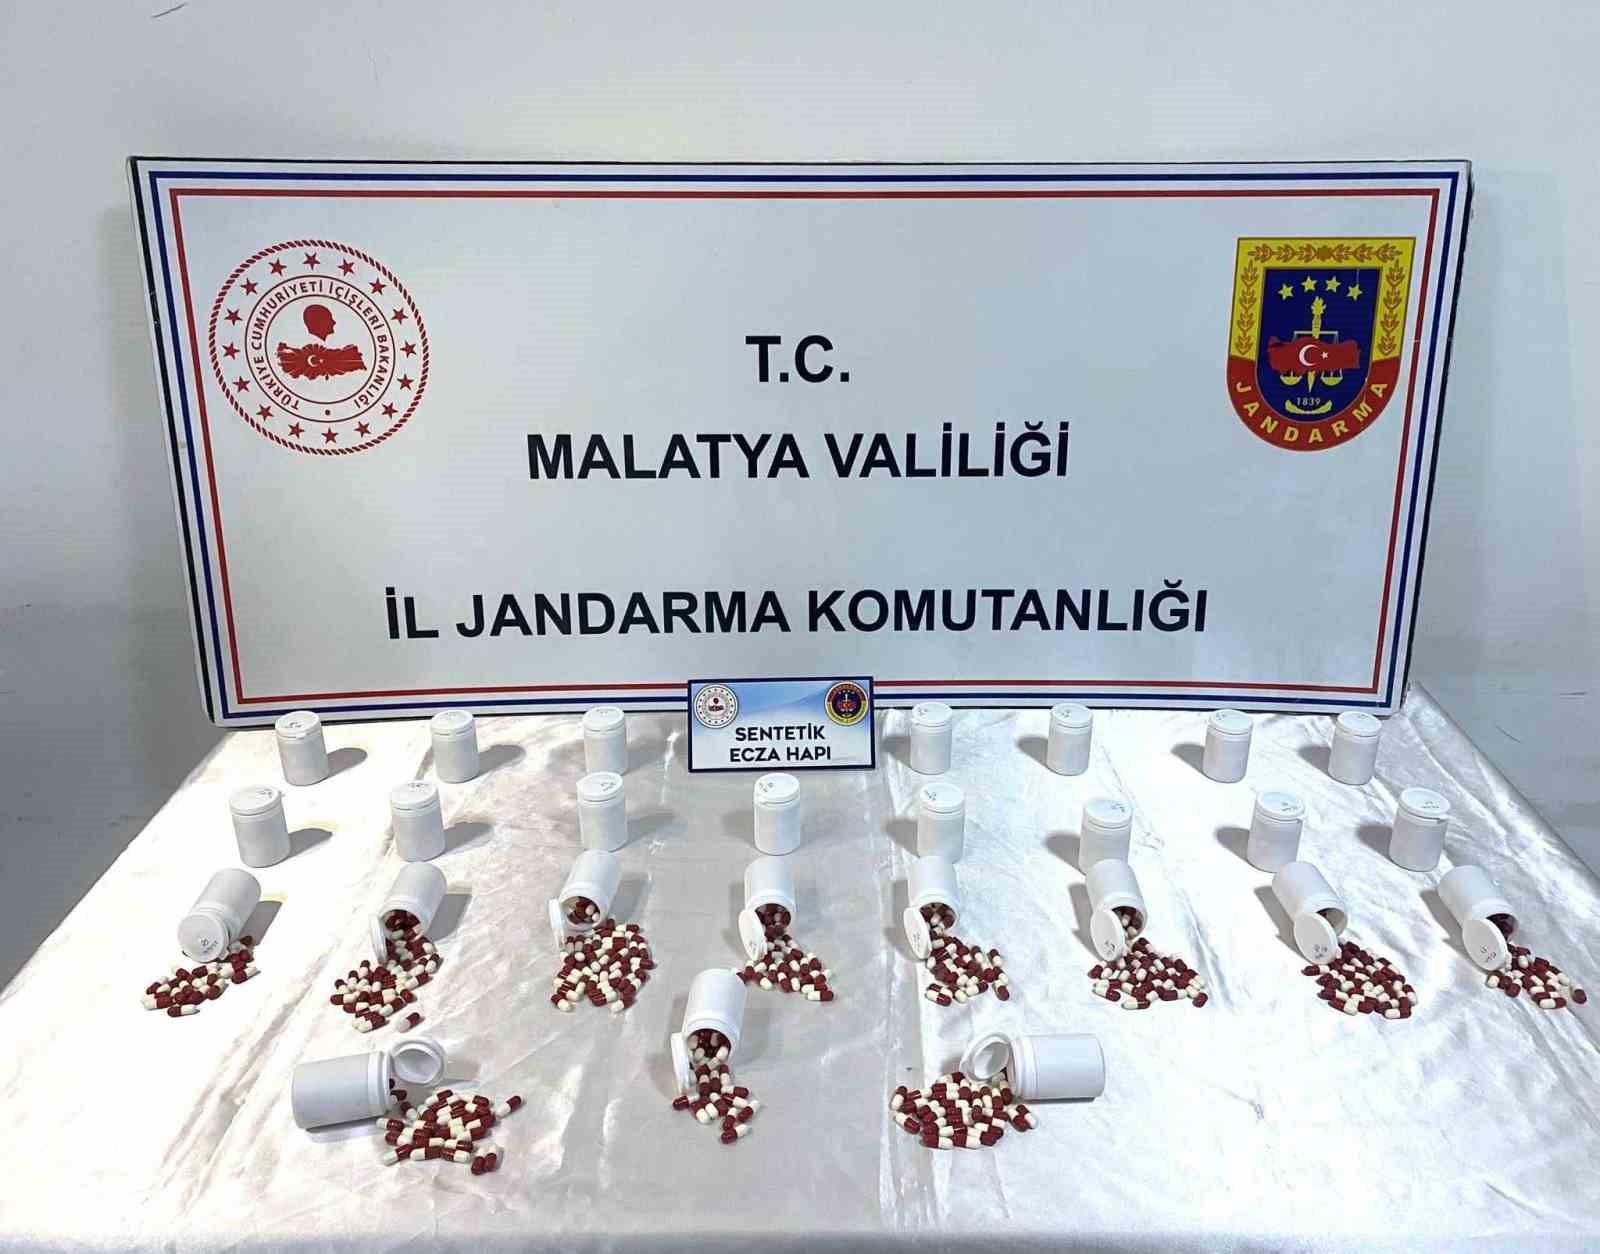 T.C.
MALATYA VALİLİĞİ
İL JANDARMA KOMUTANLIĞI
TÜRKİYE CUMHURİYETİ İÇİŞLERİ BAKANLIĞI
1839
JANDARMA
SENTETİK
ECZA HAPI